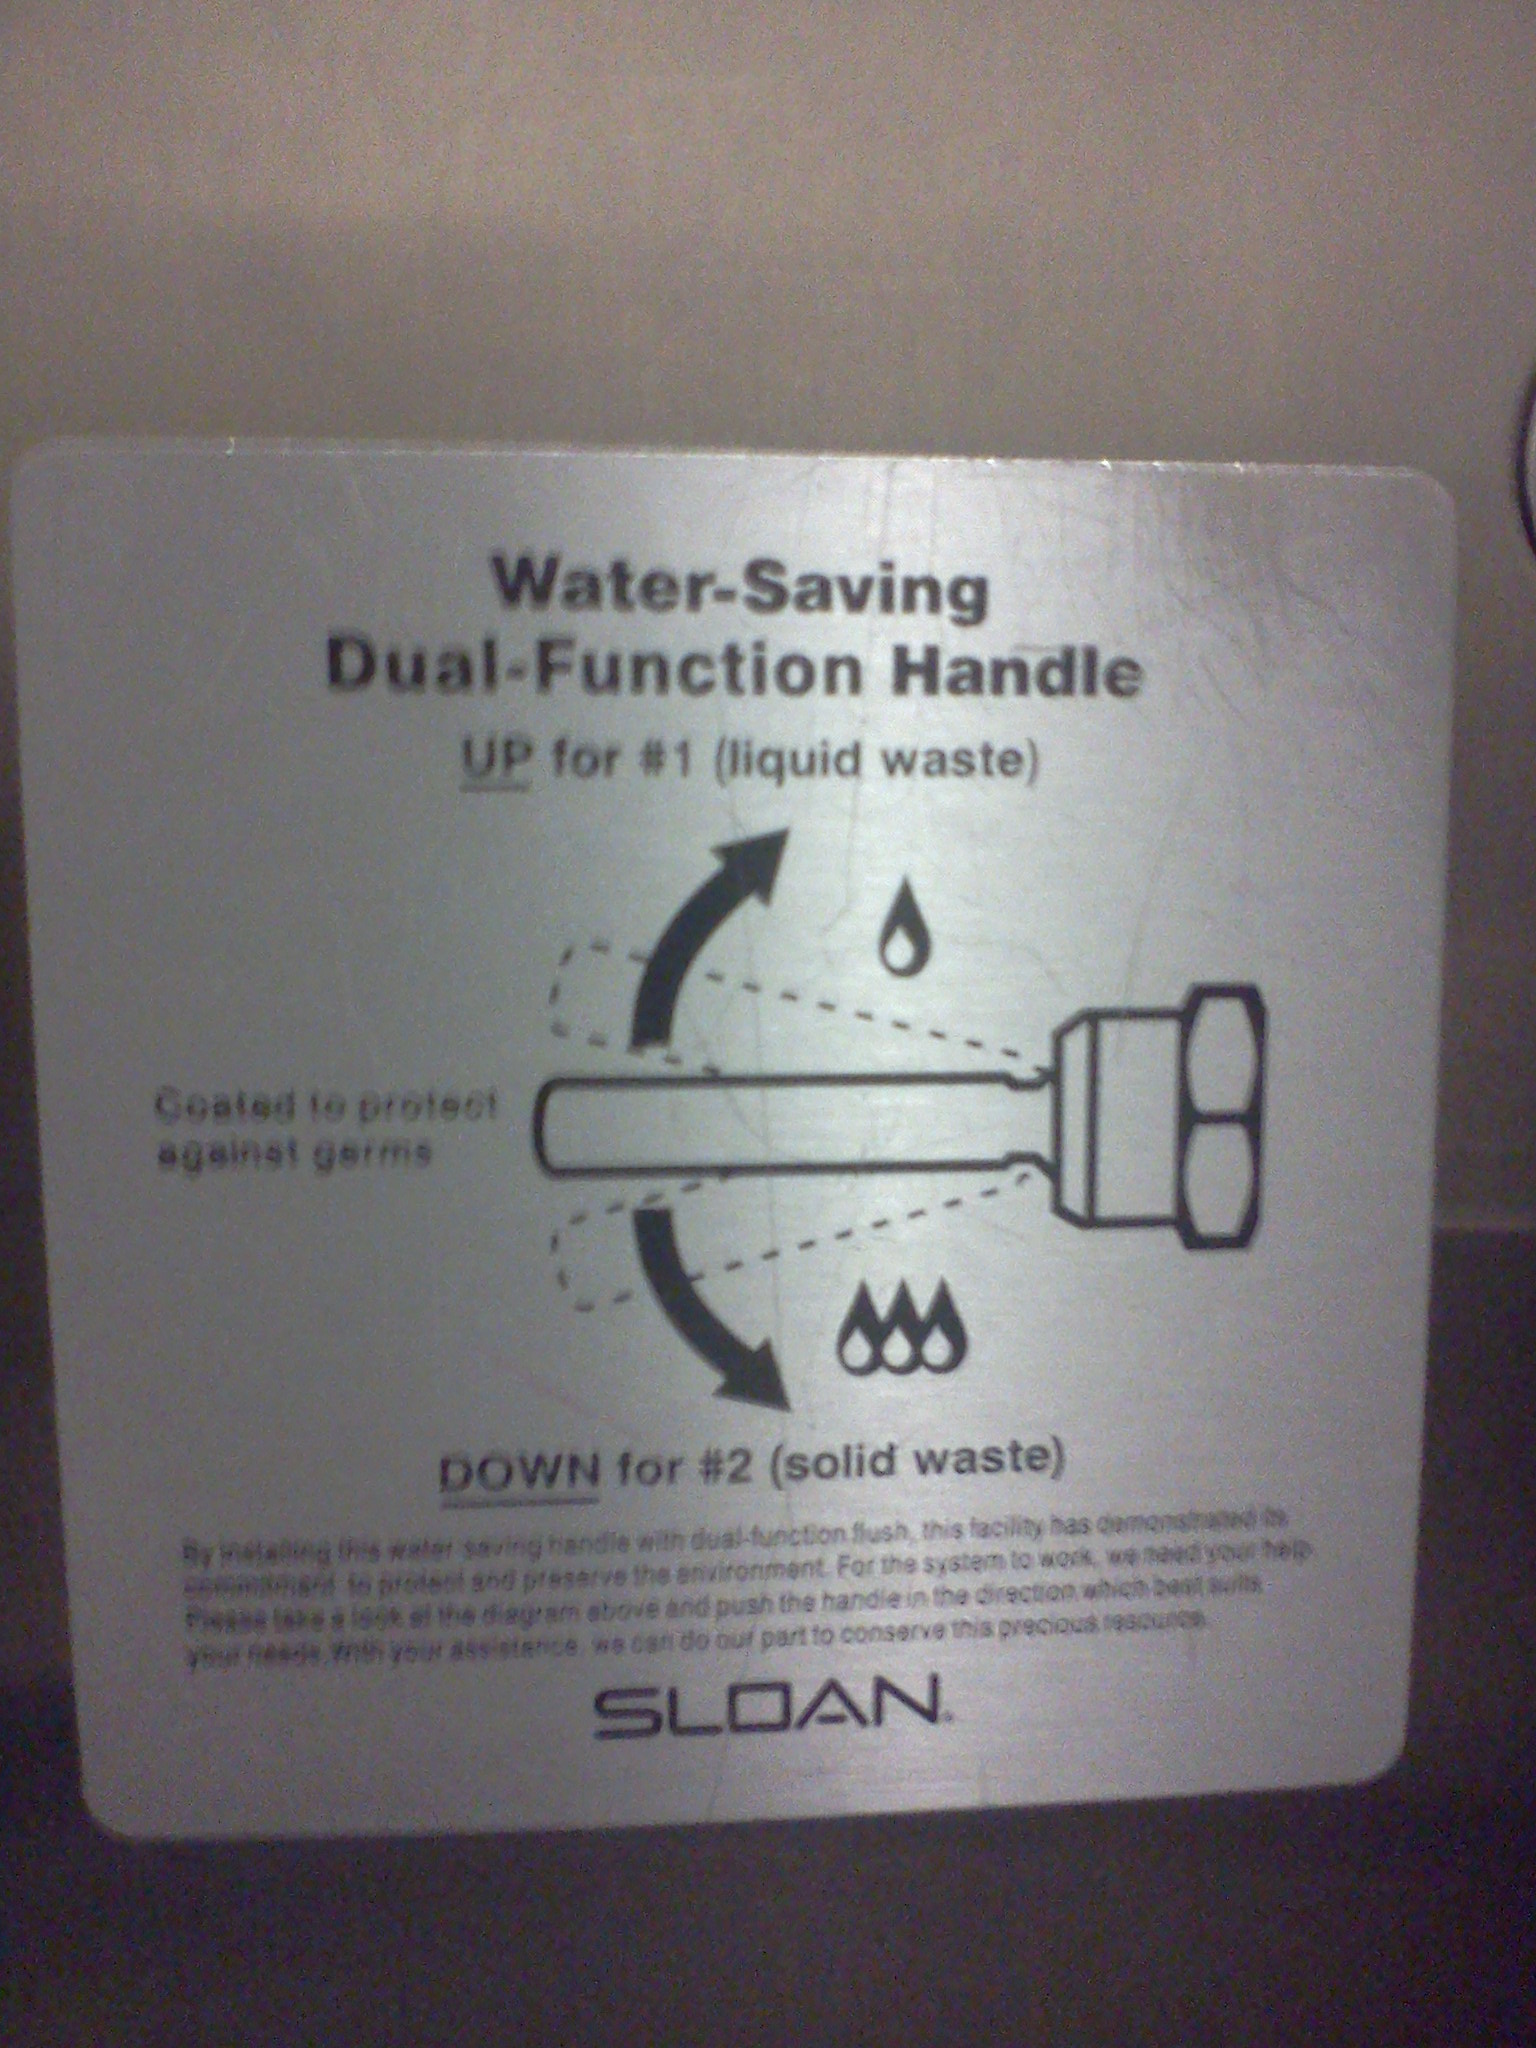 Water-Saving
Dual-Function Handle
UP for #1 (liquid waste)
Coated to protect
against germs
DOWN for #2 (solid waste)
By installing this water saving handle with dual-function flush, this facility has demonstrated its
commitment to protect and preserve the environment. For the system to work, we need your help
Please take a look at the diagram above and push the handle in the direction which best suits
your needs. With your assistance, we can do our part to conserve this precious resource.
SLOAN